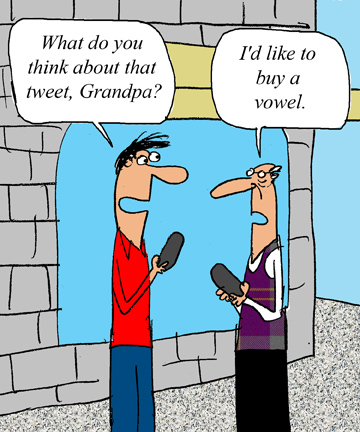 What do you
think about that
tweet, Grandpa?
I'd like to
buy a
vowel.